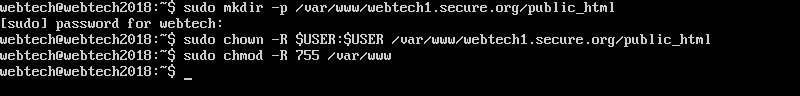 webtech@webtech2018:~$ sudo mkdir -p /var/www/webtech1.secure.org/public_html
[sudo] password for webtech:
webtech@webtech2018:~$ sudo chown -R $USER:$USER /var/www/webtech1.secure.org/public_html
webtech@webtech2018:~$ sudo chmod -R 755 /var/www
webtech@webtech2018:~$ _